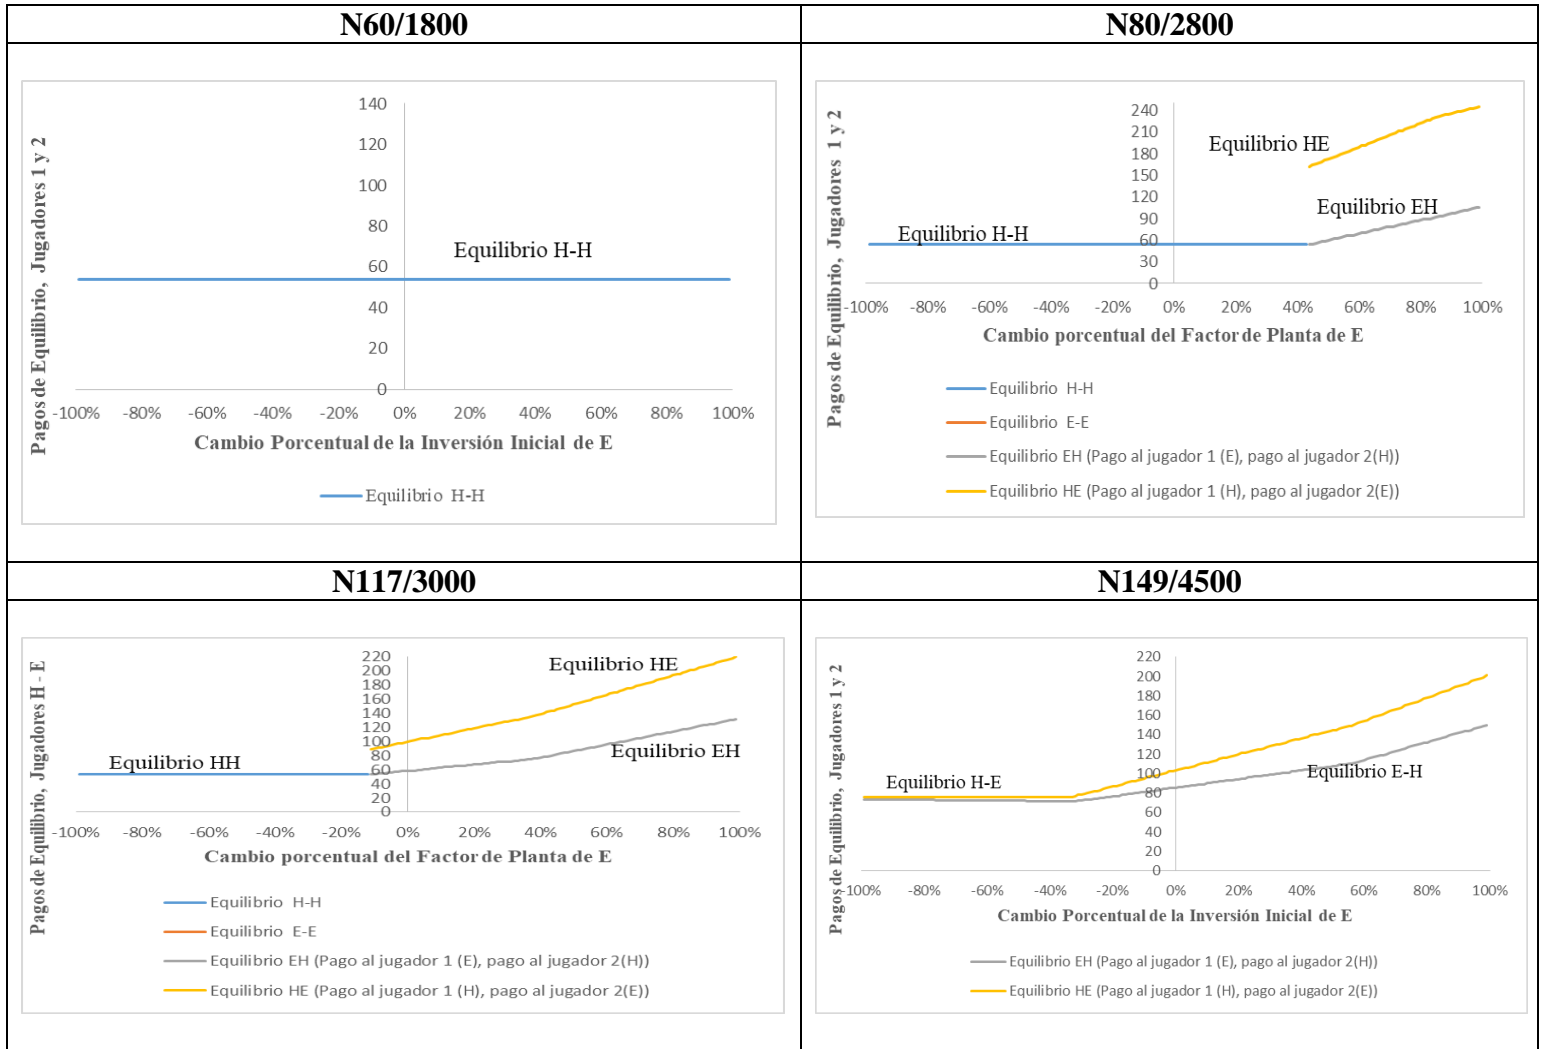 N60/1800
N80/2800
Pagos de Equilibrio, Jugadores 1 y 2
140
120
100
80
60
40
20
0
Equilibrio H-H
-100% -80% -60% -40% -20% 0% 20% 40% 60% 80% 100%
Cambio Porcentual de la Inversión Inicial de E
Equilibrio H-H
Pagos de Equilibrio, Jugadores 1 y 2
240
210
180
150
120
90
60
30
0
Equilibrio HE
Equilibrio EH
Equilibrio H-H
-100% -80% -60% -40% -20% 0% 20% 40% 60% 80% 100%
Cambio porcentual del Factor de Planta de E
Equilibrio H-H
Equilibrio E-E
Equilibrio EH (Pago al jugador 1 (E), pago al jugador 2(H))
Equilibrio HE (Pago al jugador 1 (H), pago al jugador 2(E))
N117/3000
N149/4500
Pagos de Equilibrio, Jugadores H - E
220
200
180
160
140
120
100
80
60
40
20
0
Equilibrio HE
Equilibrio EH
Equilibrio HH
-100% -80% -60% -40% -20% 0% 20% 40% 60% 80% 100%
Cambio porcentual del Factor de Planta de E
Equilibrio H-H
Equilibrio E-E
Equilibrio EH (Pago al jugador 1 (E), pago al jugador 2(H))
Equilibrio HE (Pago al jugador 1 (H), pago al jugador 2(E))
Pagos de Equilibrio, Jugadores 1 y 2
220
200
180
160
140
120
100
80
60
40
20
0
Equilibrio H-E
Equilibrio E-H
-100% -80% -60% -40% -20% 0% 20% 40% 60% 80% 100%
Cambio Porcentual de la Inversión Inicial de E
Equilibrio EH (Pago al jugador 1 (E), pago al jugador 2(H))
Equilibrio HE (Pago al jugador 1 (H), pago al jugador 2(E))